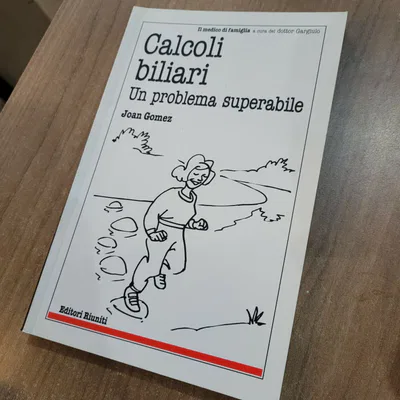 Il medico di famiglia a cura del dottor Gargiulo
Calcoli
biliari
Un problema superabile
Joan Gomez
Editori Riuniti